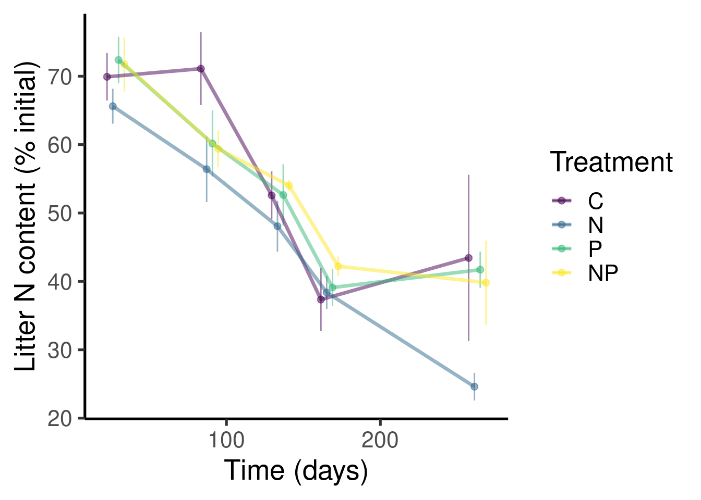 Litter N content (% initial)
70
60
50
40
30
20
100
200
Time (days)
Treatment
C
N
P
NP